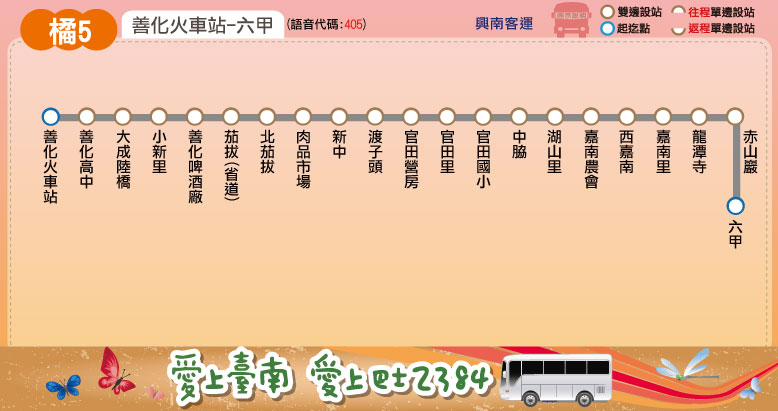 橘5
善化火車站-六甲
(語音代碼:405)
興南客運
雙邊設站
起迄點
往程單邊設站
返程單邊設站
善化火車站
善化高中
大成陸橋
小新里
善化啤酒廠
茄拔(省道)
北茄拔
肉品市場
新中
渡子頭
官田營房
官田里
官田國小
中脇
湖山里
嘉南農會
西嘉南
嘉南里
龍潭寺
赤山巖
六甲
愛上臺南 愛上巴士2384